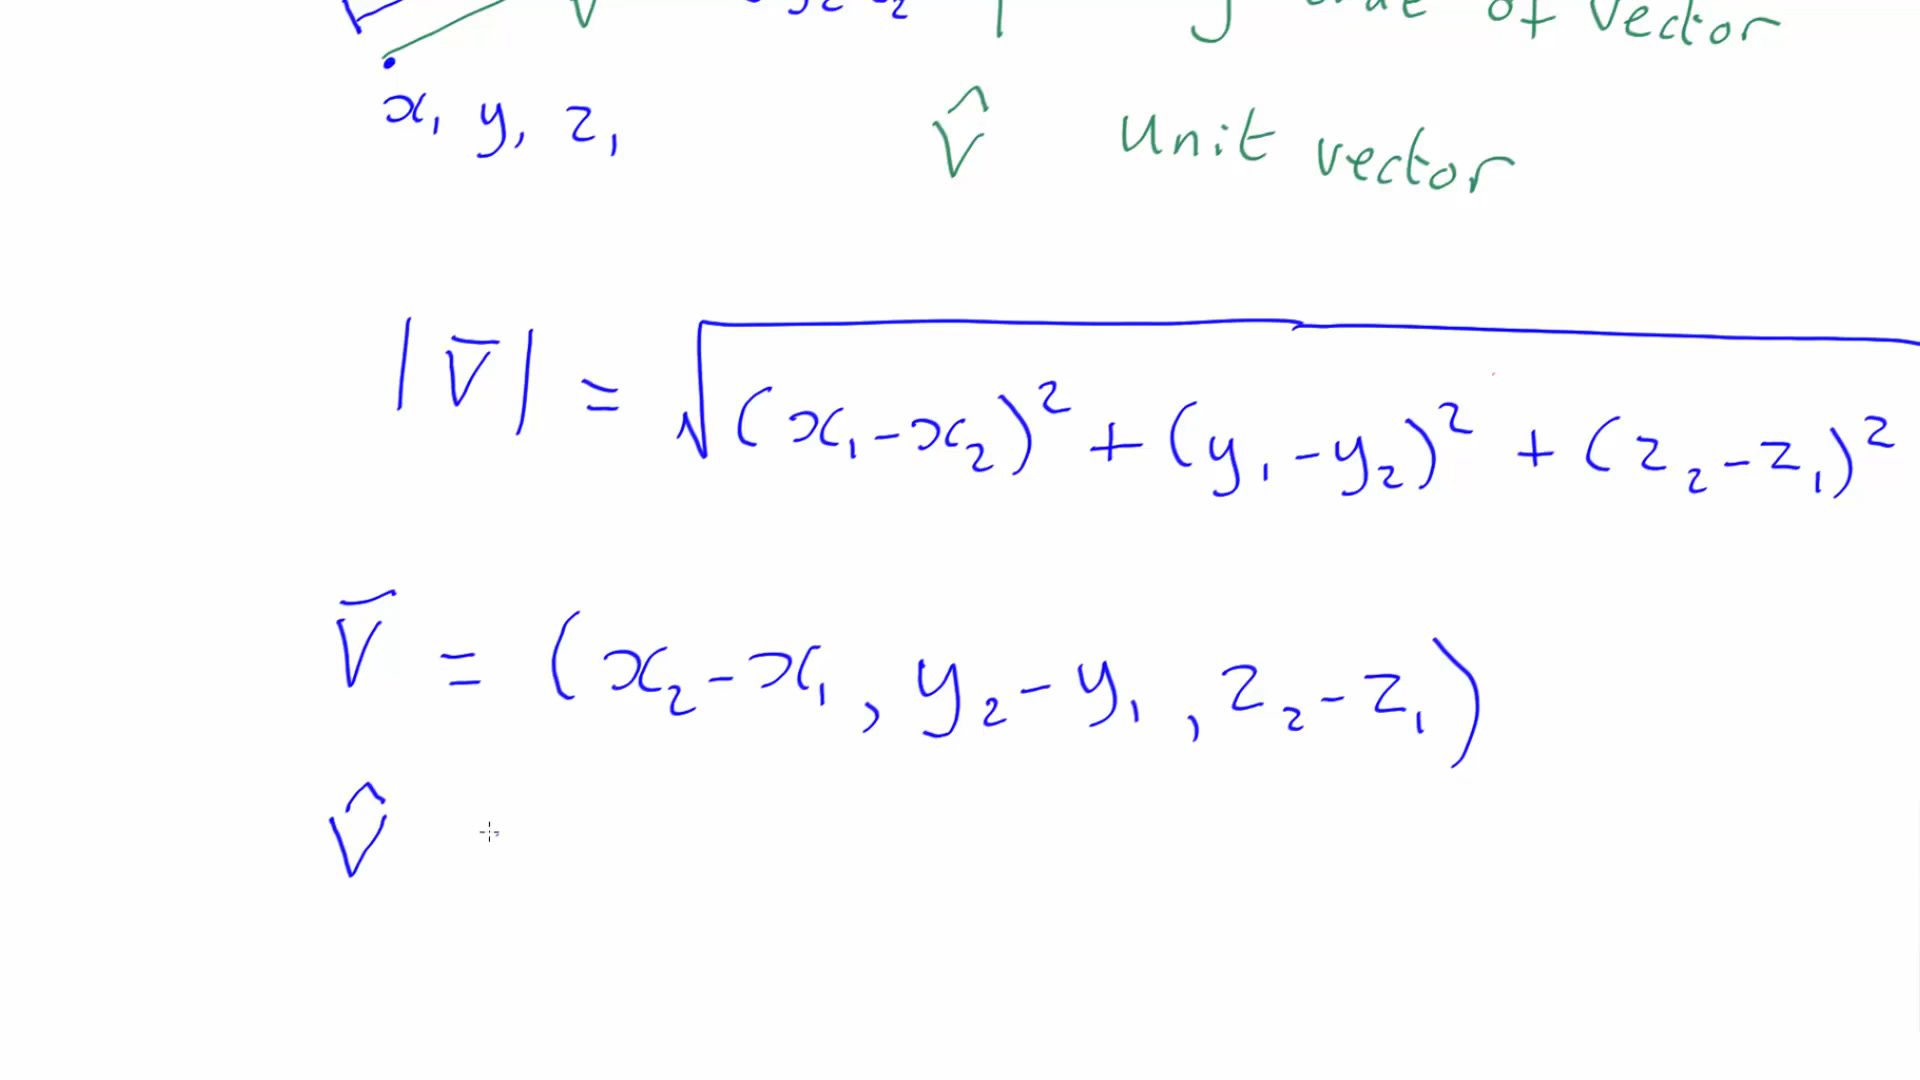 of vector
x₁ y₁ z₁
V̂ Unit vector
|V̄| = √(x₁-x₂)² + (y₁-y₂)² + (z₂-z₁)²
V̄ = (x₂-x₁, y₂-y₁, z₂-z₁)
V̂